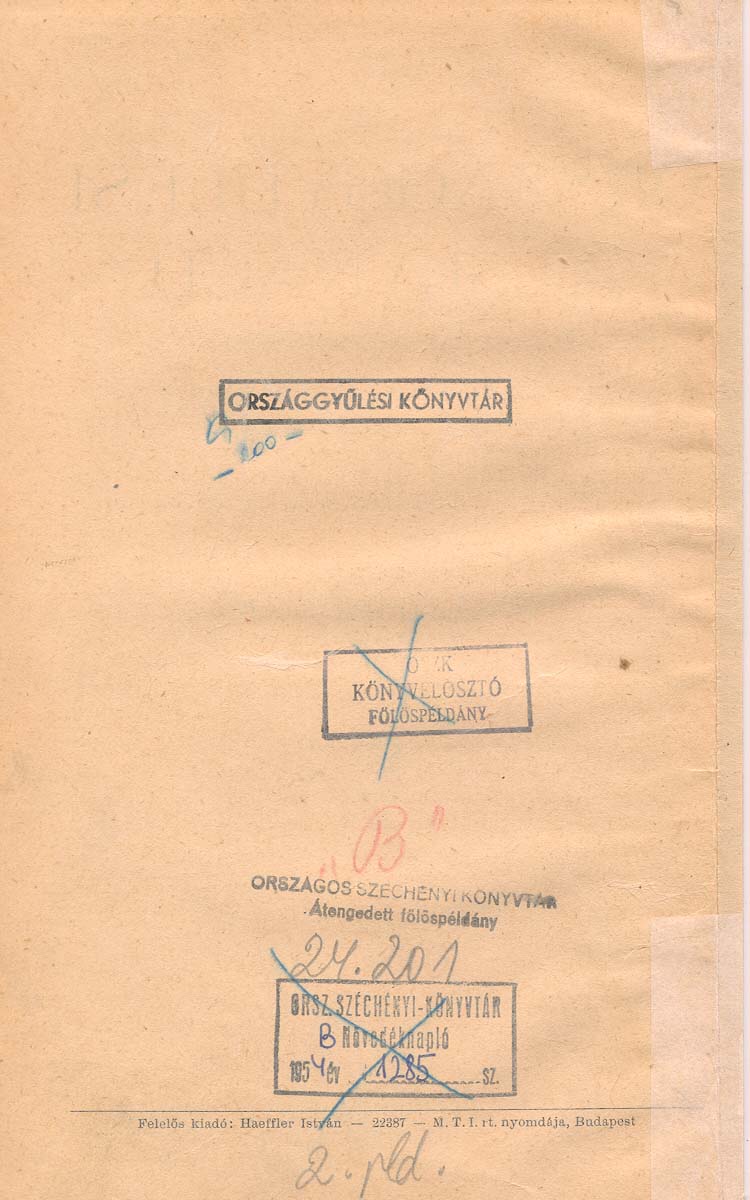 ORSZÁGGYŰLÉSI KÖNYVTÁR
200 –
KÖNYVELOSZTÓ
FÖLÖSPÉLDÁNY
„B”
ORSZÁGOS SZÉCHÉNYI KÖNYVTÁR
Átengedett fölöspéldány
24.201
ORSZ. SZÉCHÉNYI-KÖNYVTÁR
B Növedéknapló
1954 év 1285 sz.
Felelős kiadó: Haeffler István — 22387 — M. T. I. rt. nyomdája, Budapest
2. pld.